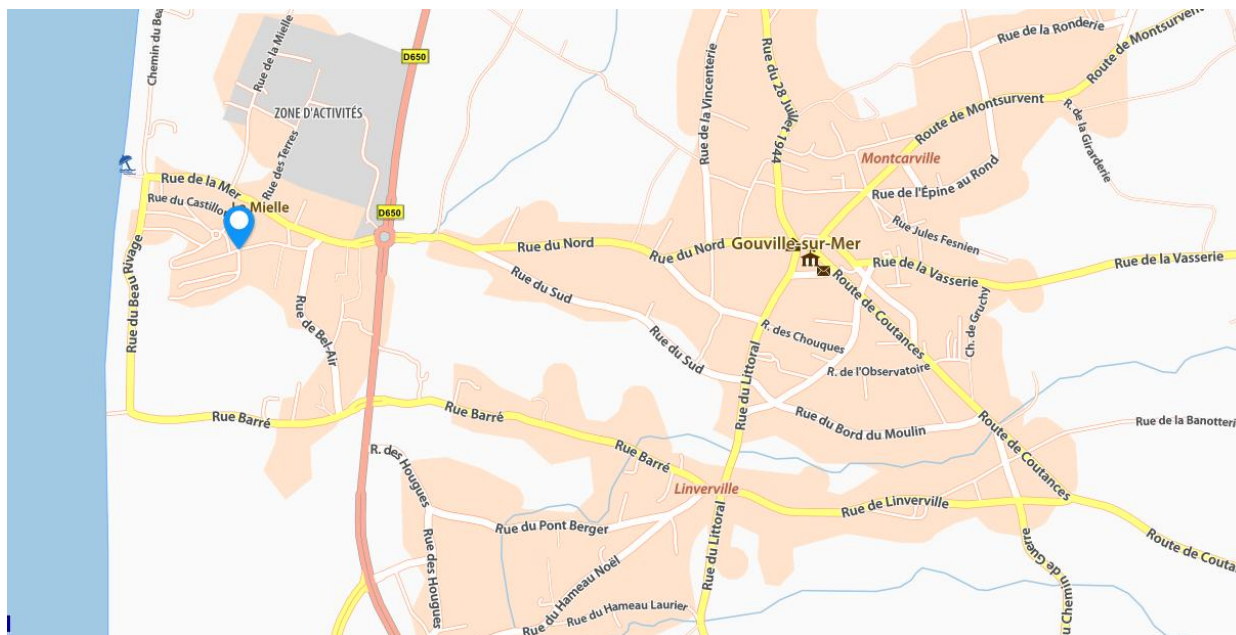 Chemin du Beau
Rue de la Mielle
D650
ZONE D'ACTIVITÉS
Rue des Terres
Rue de la Mer
Rue du Castillon
Mielle
D650
Rue du Beau Rivage
Rue de Bel-Air
Rue Barré
Rue du Nord
Rue du Nord
Rue du Sud
Rue du Sud
Rue de la Vincenterie
Rue du 28 Juillet 1944
Rue de la Ronderie
Route de Montsurvent
Route de Montsurvent
R. de la Girarderie
Montcarville
Rue de l'Épine au Rond
Rue Jules Fesnien
Gouville-sur-Mer
Rue de la Vasserie
Rue de la Vasserie
Route de Coutances
Ch. de Gruchy
R. des Chouques
R. de l'Observatoire
Rue du Littoral
Rue du Bord du Moulin
Route de Coutances
Rue de la Banotteri
Rue Barré
Rue Barré
Linverville
Rue de Linverville
R. des Hougues
Rue du Pont Berger
Rue des Hougues
Rue du Hameau Noël
Rue du Hameau Laurier
Rue du Littoral
u Chemin de Guerre
Route de Couta